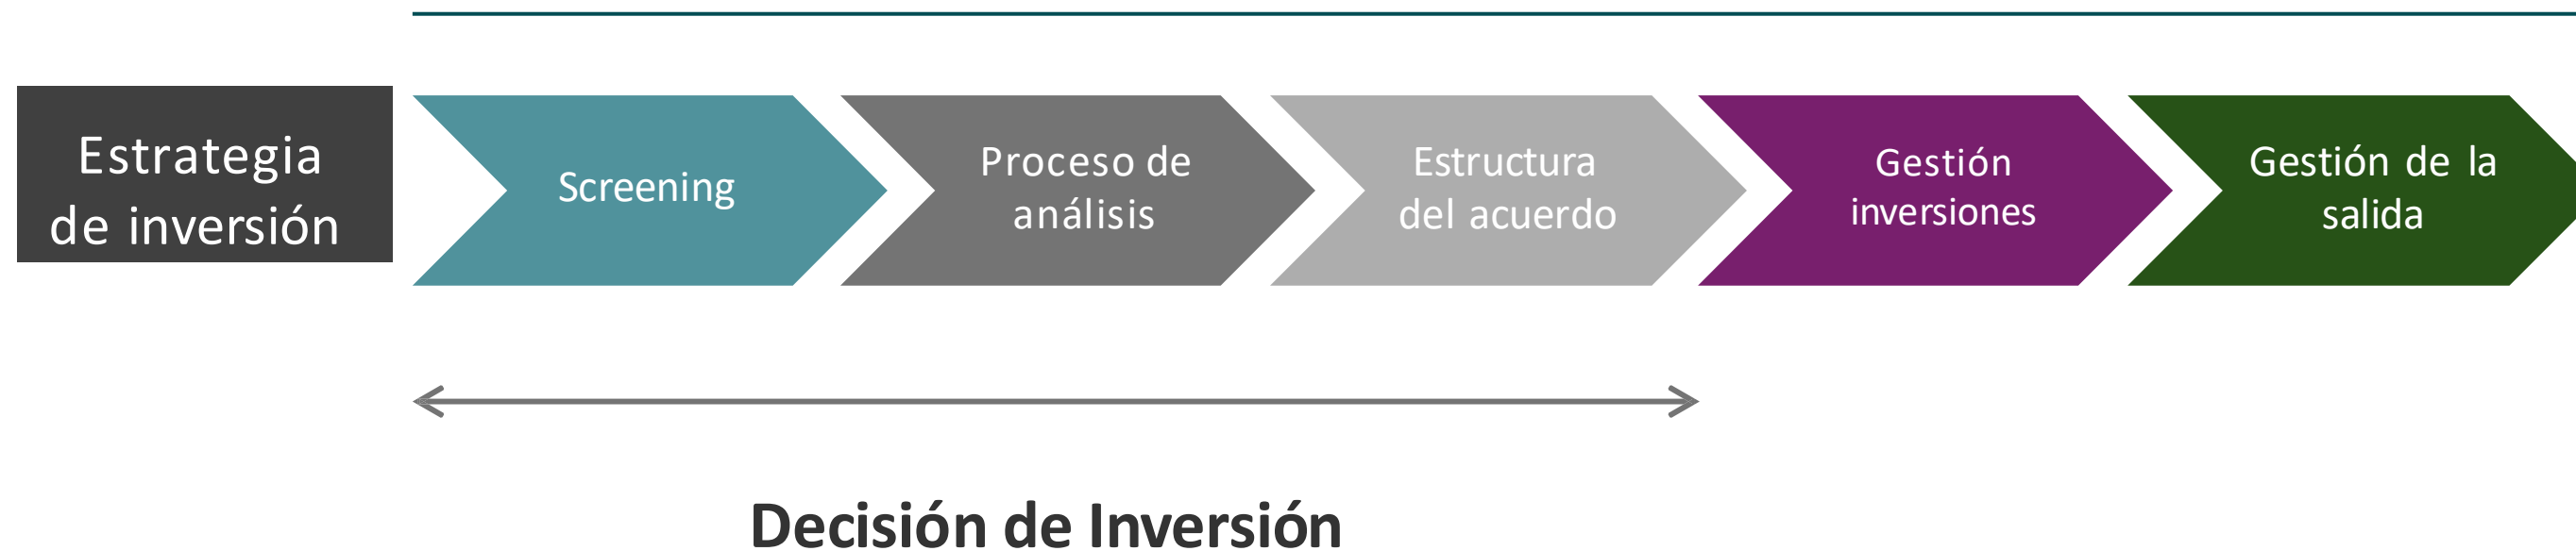 Estrategia
de inversión
Screening
Proceso de
análisis
Estructura
del acuerdo
Gestión
inversiones
Gestión de la
salida
Decisión de Inversión